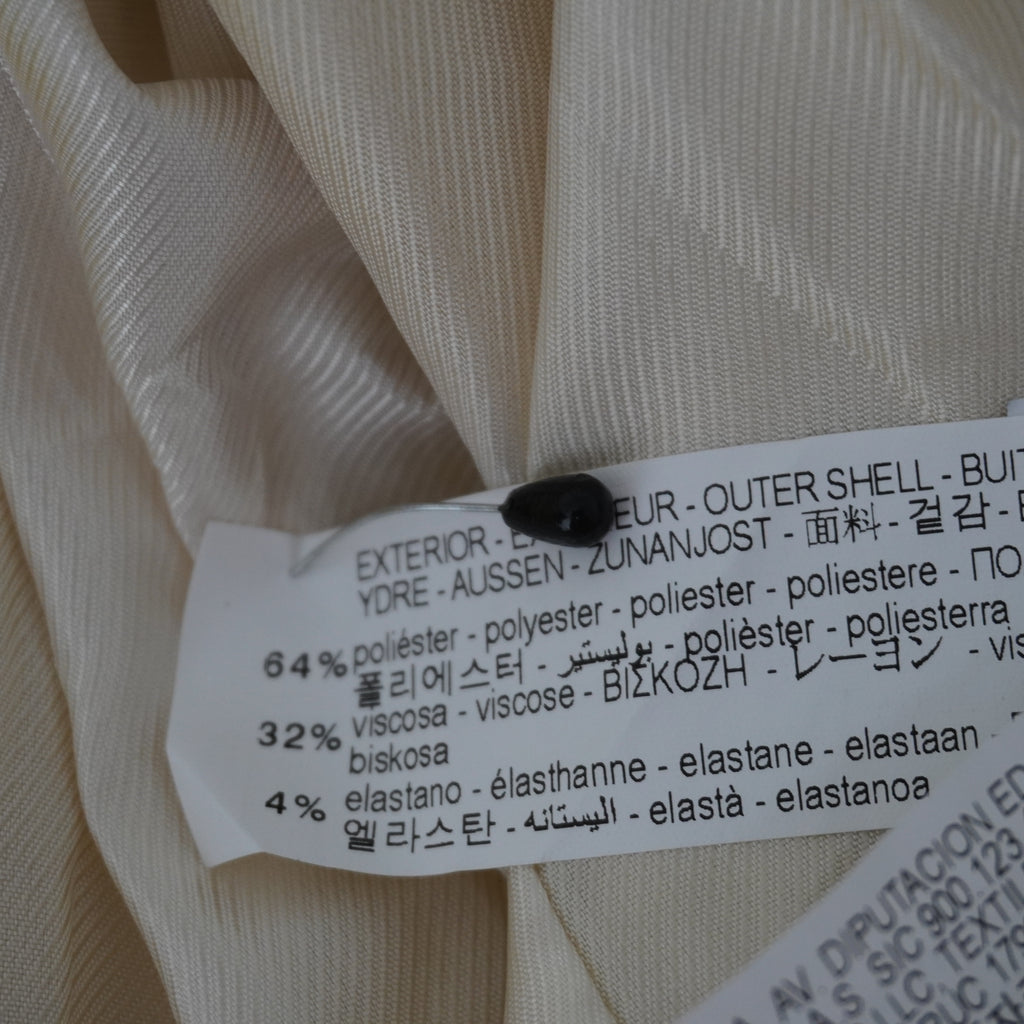 EXTERIOR - EUR - OUTER SHELL - BUIT
YDRE - AUSSEN - ZUNANJOST - 面料 - 겉감 -
64% poliéster - polyester - poliester - poliestere - ПО
폴리에스터 - بوليستير - polièster - poliesterra
32% viscosa - viscose - ΒΙΣΚΟΖΗ - レーヨン - vis
biskosa
4% elastano - élasthanne - elastane - elastaan -
엘라스탄 - اليستانه - elastà - elastanoa
AV. DIPUTACION ED
SIC 900.123
LLC, TEXTIL